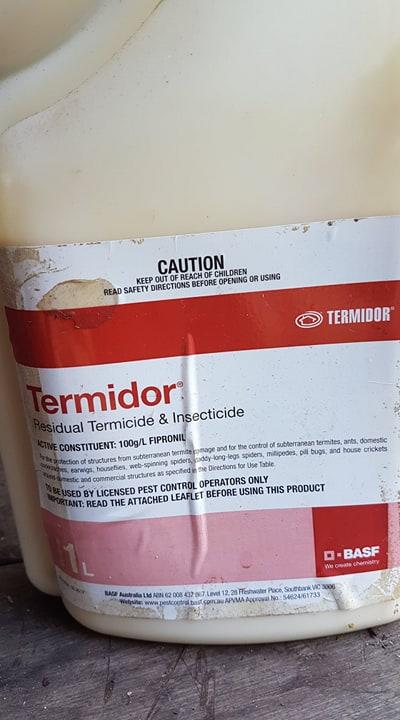 CAUTION
KEEP OUT OF REACH OF CHILDREN
READ SAFETY DIRECTIONS BEFORE OPENING OR USING
TERMIDOR®
Termidor®
Residual Termicide & Insecticide
ACTIVE CONSTITUENT: 100g/L FIPRONIL
For the protection of structures from subterranean termite damage and for the control of subterranean termites, ants, domestic
cockroaches, earwigs, houseflies, web-spinning spiders, daddy-long-legs spiders, millipedes, pill bugs, and house crickets
around domestic and commercial structures as specified in the Directions for Use Table.
TO BE USED BY LICENSED PEST CONTROL OPERATORS ONLY
IMPORTANT: READ THE ATTACHED LEAFLET BEFORE USING THIS PRODUCT
1L
BASF
We create chemistry
BASF Australia Ltd ABN 62 008 437 867 Level 12, 28 Freshwater Place, Southbank VIC 3006
Website: www.pestcontrol.basf.com.au APVMA Approval No.: 54624/61733